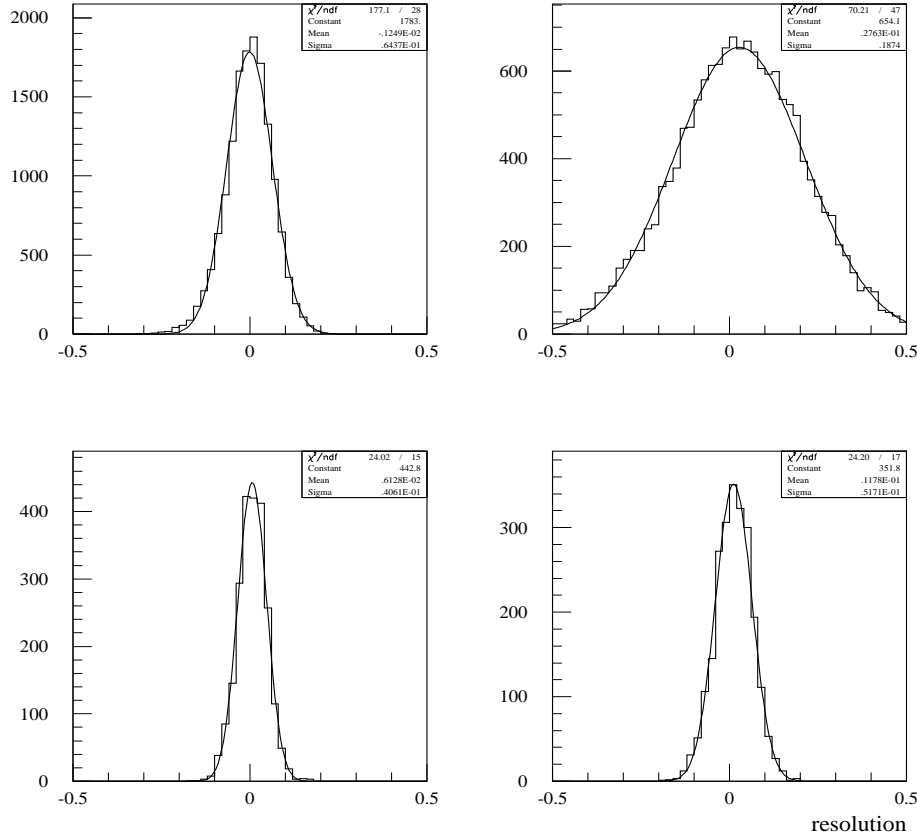 χ²/ndf 177.1 / 28
Constant 1783.
Mean -.1249E-02
Sigma .6437E-01
2000
1500
1000
500
0
-0.5 0 0.5
χ²/ndf 70.21 / 47
Constant 654.1
Mean .2763E-01
Sigma .1874
600
400
200
0
-0.5 0 0.5
χ²/ndf 24.02 / 15
Constant 442.8
Mean .6128E-02
Sigma .4061E-01
400
300
200
100
0
-0.5 0 0.5
χ²/ndf 24.20 / 17
Constant 351.8
Mean .1178E-01
Sigma .5171E-01
300
200
100
0
-0.5 0 0.5
resolution